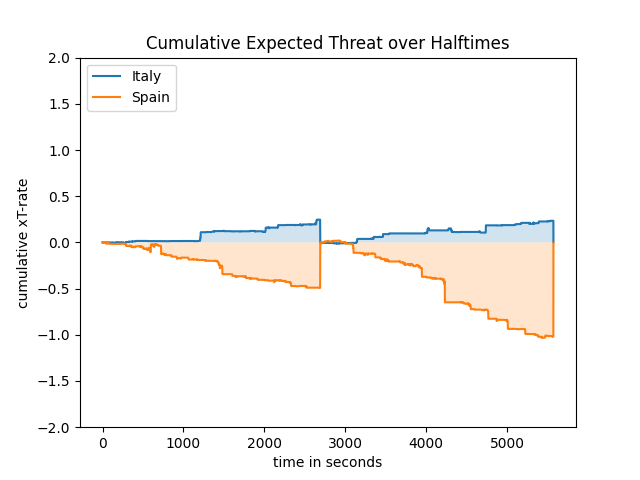 Cumulative Expected Threat over Halftimes
2.0
1.5
1.0
0.5
0.0
−0.5
−1.0
−1.5
−2.0
cumulative xT-rate
Italy
Spain
0 1000 2000 3000 4000 5000
time in seconds